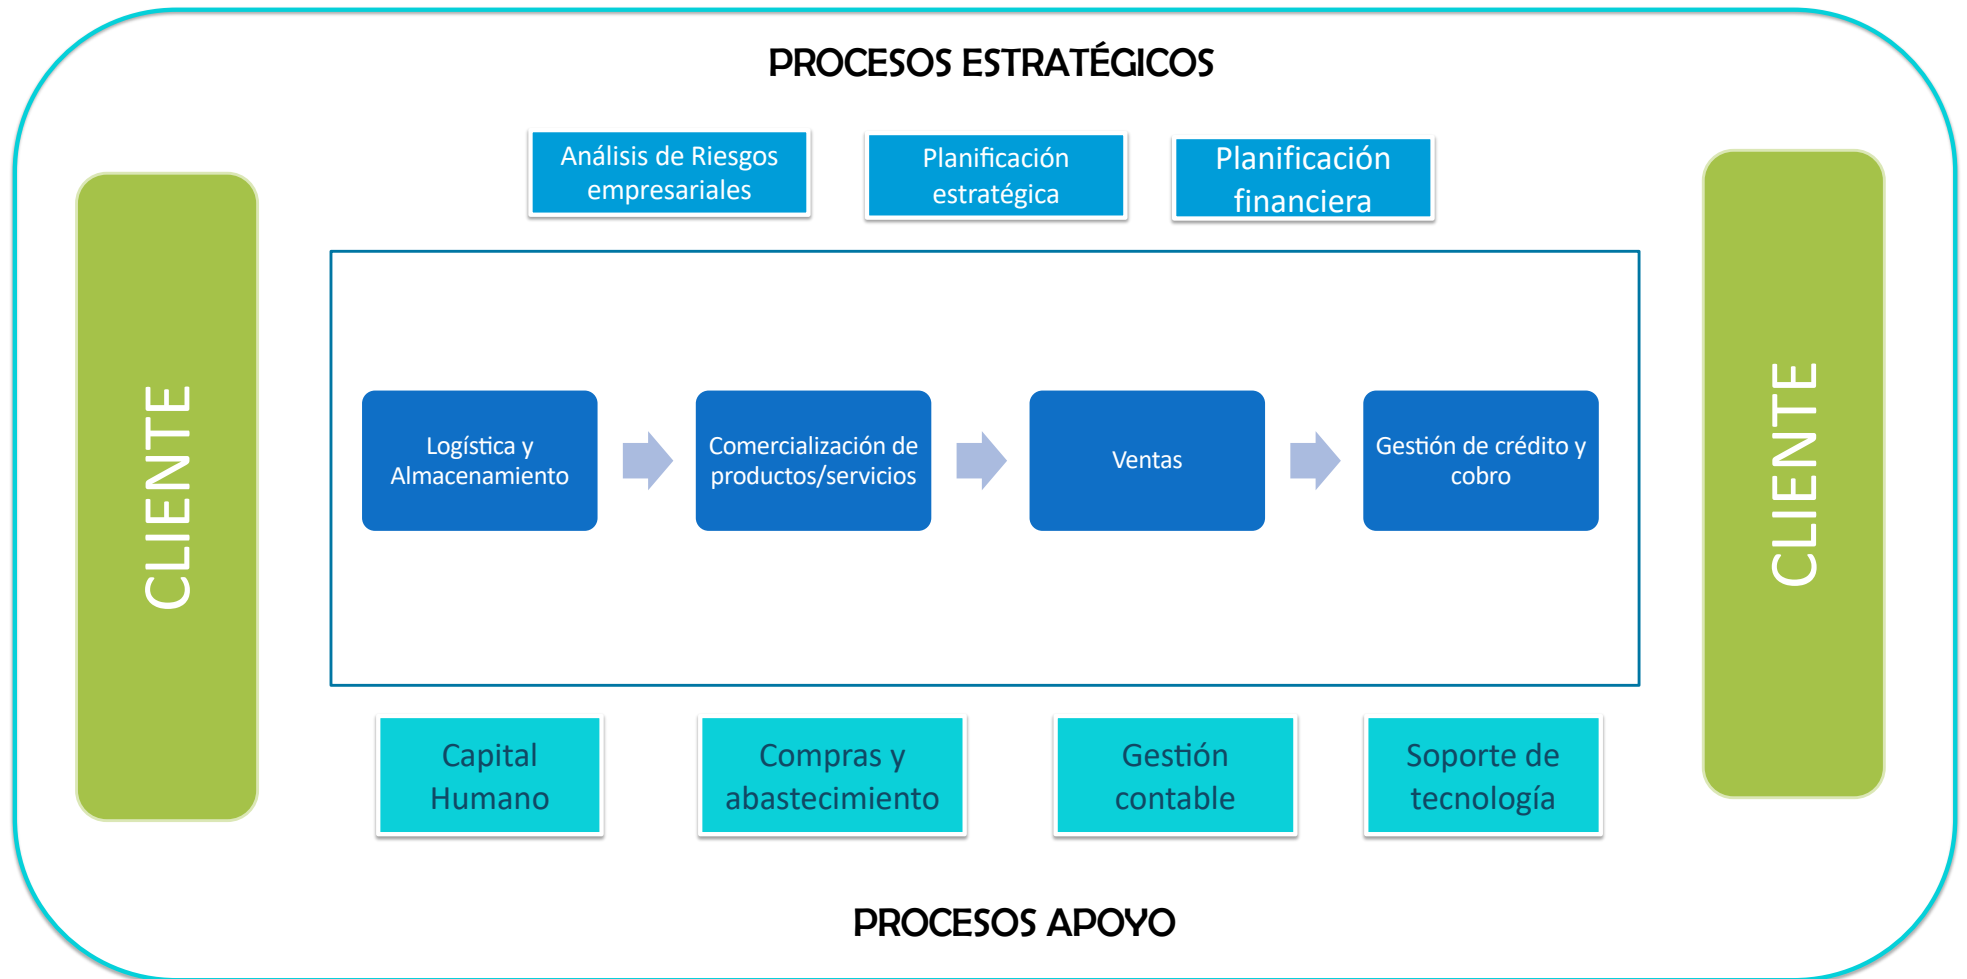 PROCESOS ESTRATÉGICOS
Análisis de Riesgos
empresariales
Planificación
estratégica
Planificación
financiera
CLIENTE
Logística y
Almacenamiento
Comercialización de
productos/servicios
Ventas
Gestión de crédito y
cobro
CLIENTE
Capital
Humano
Compras y
abastecimiento
Gestión
contable
Soporte de
tecnología
PROCESOS APOYO